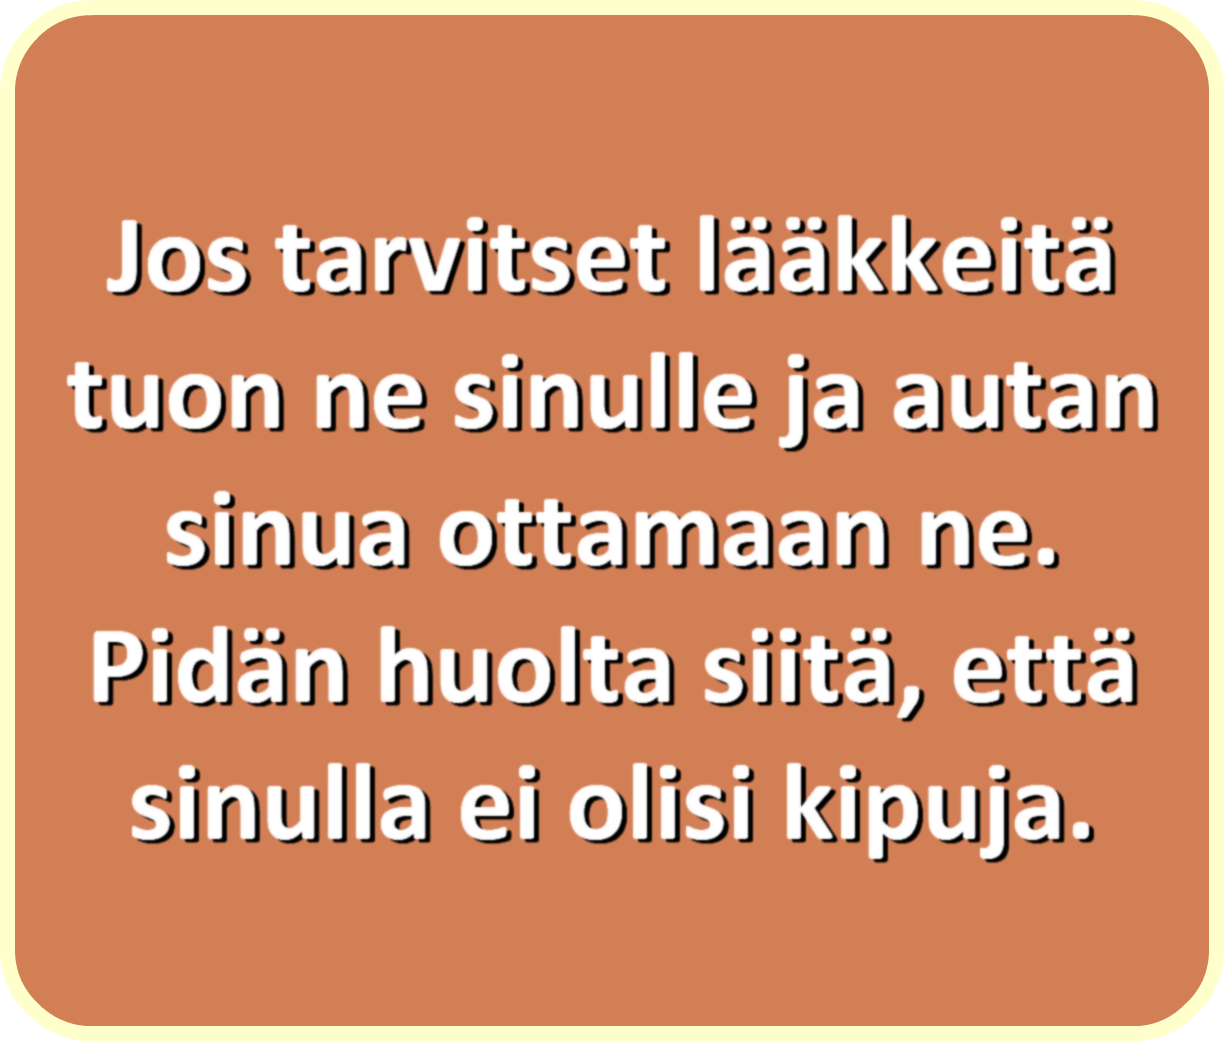 Jos tarvitset lääkkeitä
tuon ne sinulle ja autan
sinua ottamaan ne.
Pidän huolta siitä, että
sinulla ei olisi kipuja.